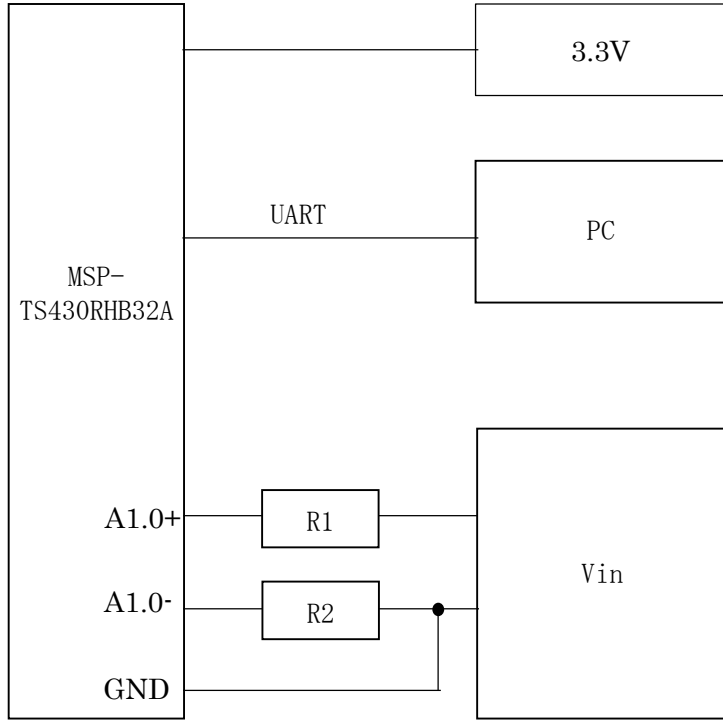 3.3V
UART
PC
MSP-
TS430RHB32A
A1.0+
R1
Vin
A1.0-
R2
GND